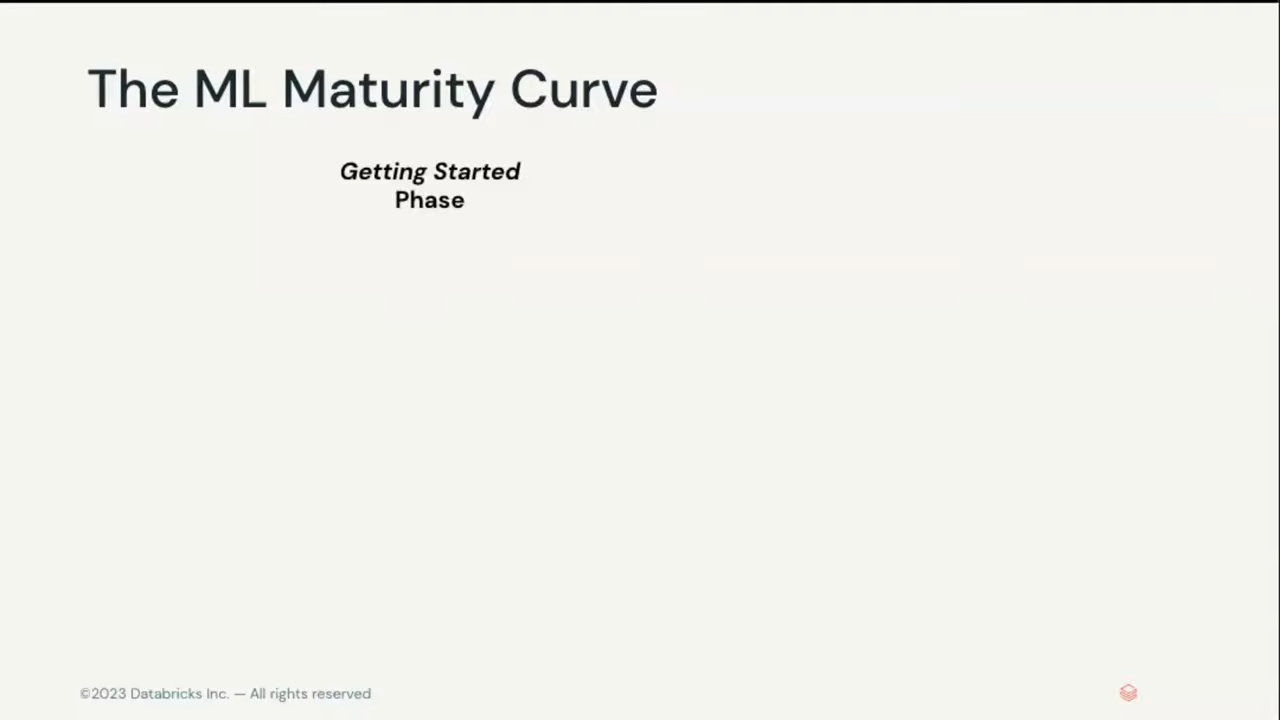 The ML Maturity Curve
Getting Started
Phase
©2023 Databricks Inc. — All rights reserved